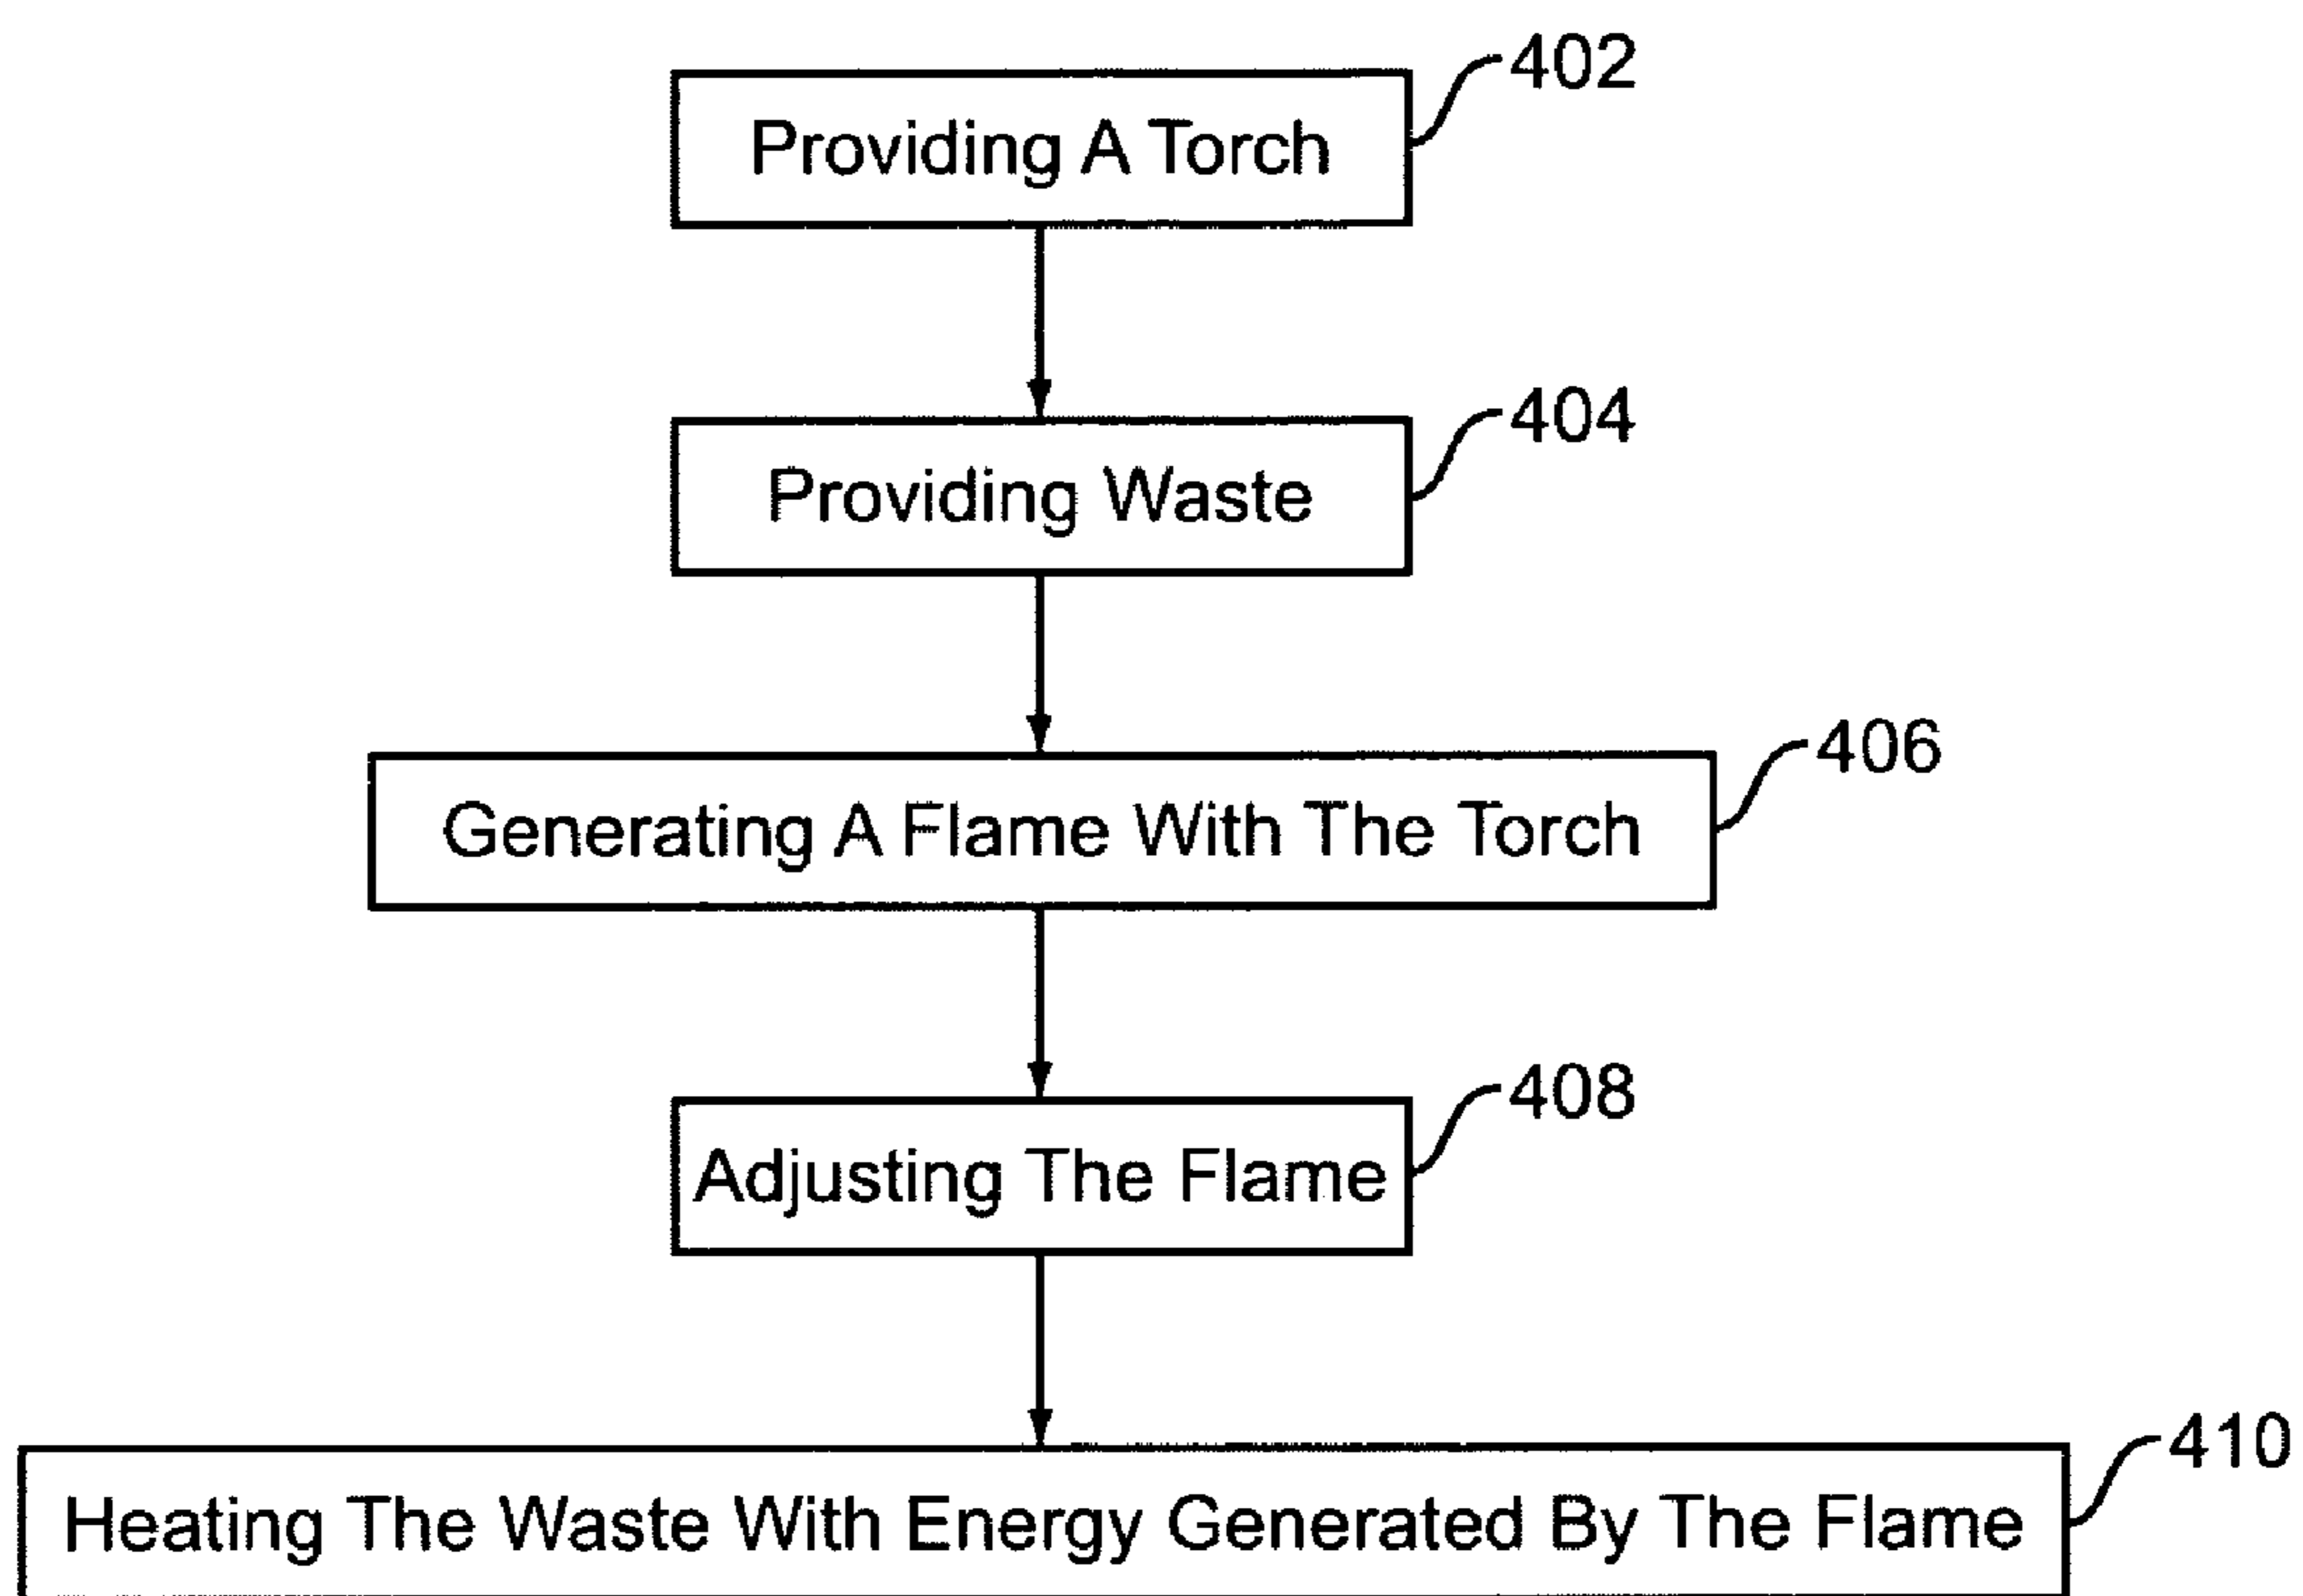 402
Providing A Torch
404
Providing Waste
406
Generating A Flame With The Torch
408
Adjusting The Flame
410
Heating The Waste With Energy Generated By The Flame